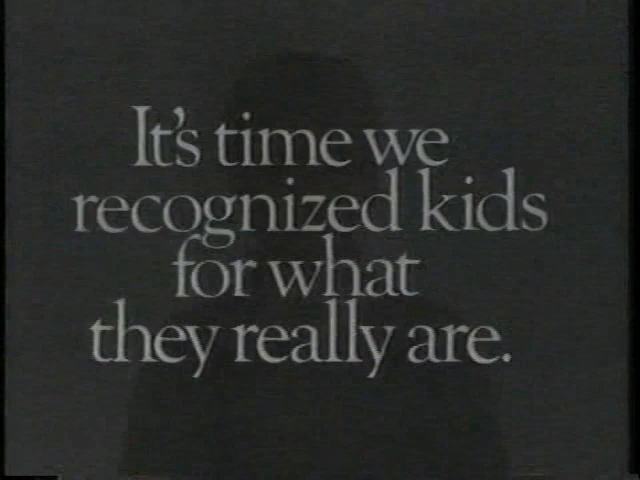 It's time we
recognized kids
for what
they really are.